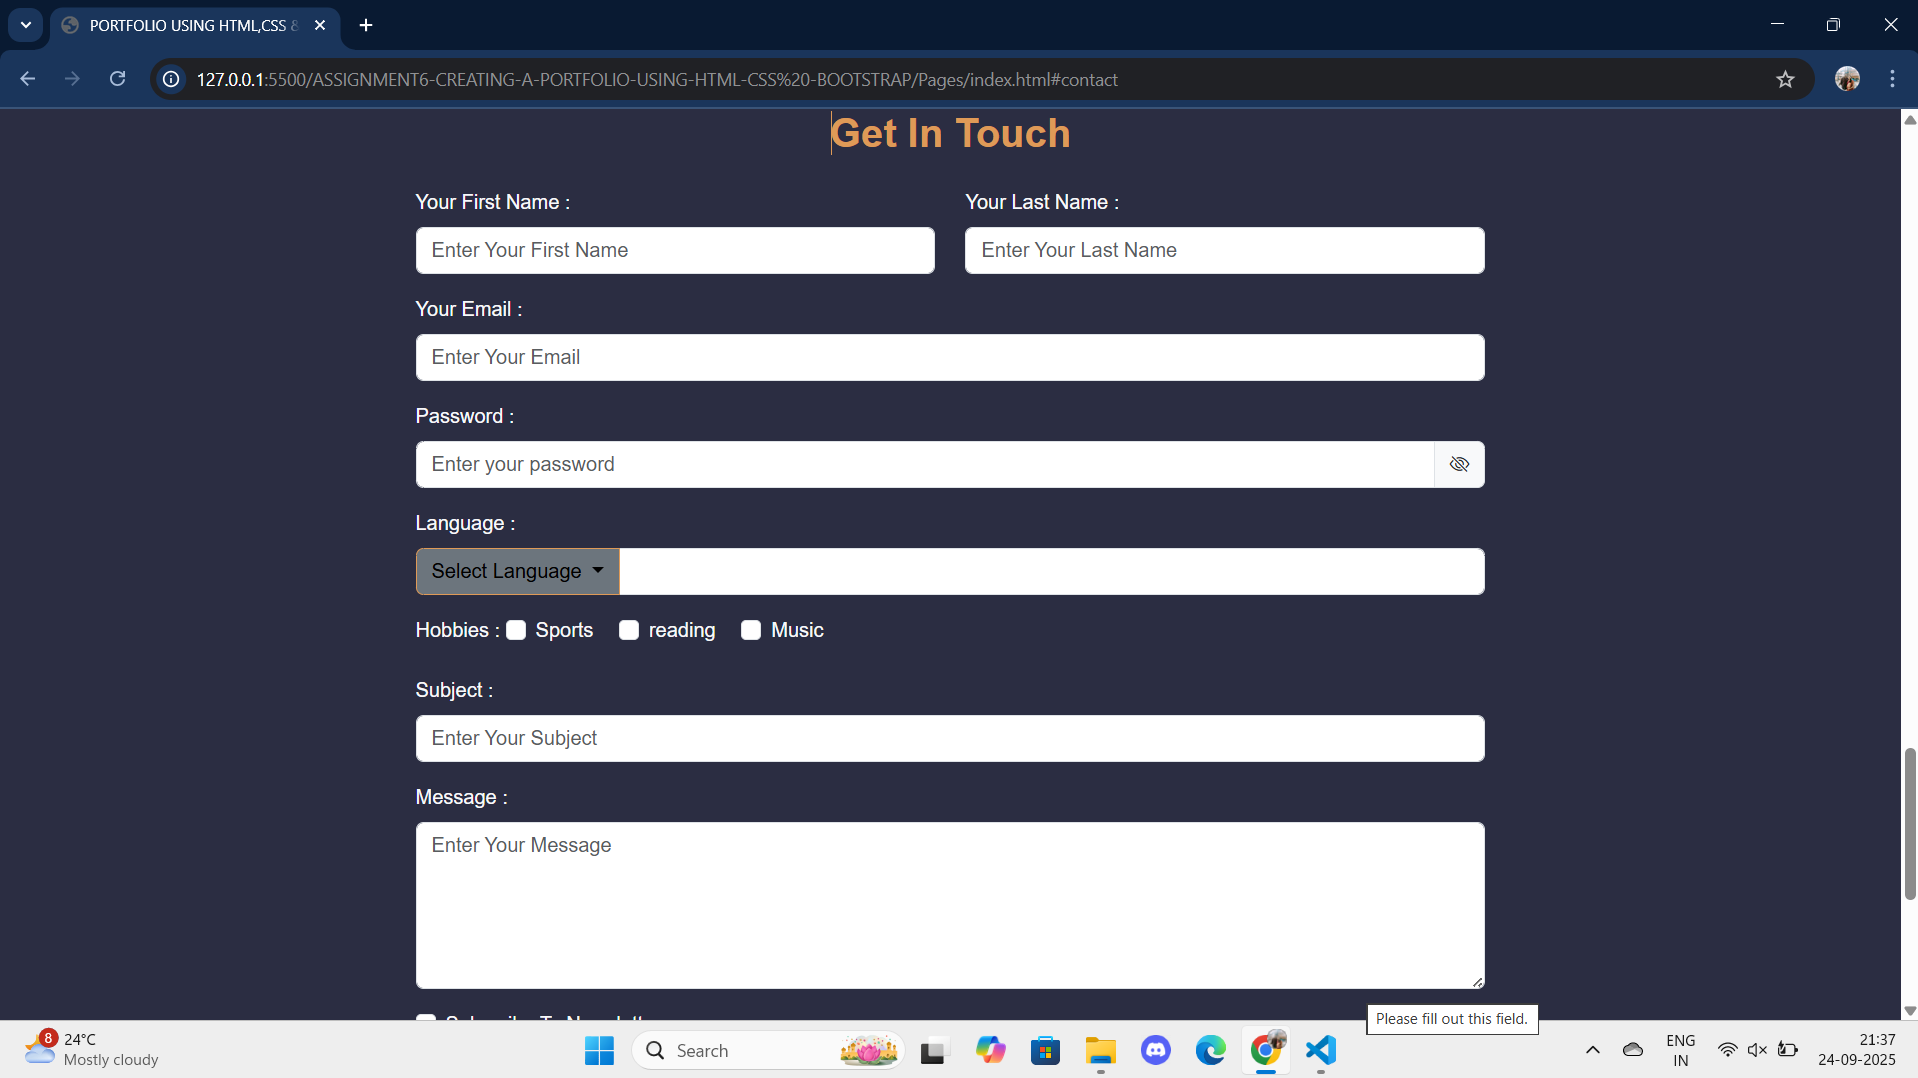 PORTFOLIO USING HTML,CSS &
127.0.0.1:5500/ASSIGNMENT6-CREATING-A-PORTFOLIO-USING-HTML-CSS%20-BOOTSTRAP/Pages/index.html#contact
Get In Touch
Your First Name : Your Last Name :
Enter Your First Name Enter Your Last Name
Your Email :
Enter Your Email
Password :
Enter your password
Language :
Select Language
Hobbies : Sports reading Music
Subject :
Enter Your Subject
Message :
Enter Your Message
Please fill out this field.
8 24°C
Mostly cloudy
Search
ENG
IN
21:37
24-09-2025